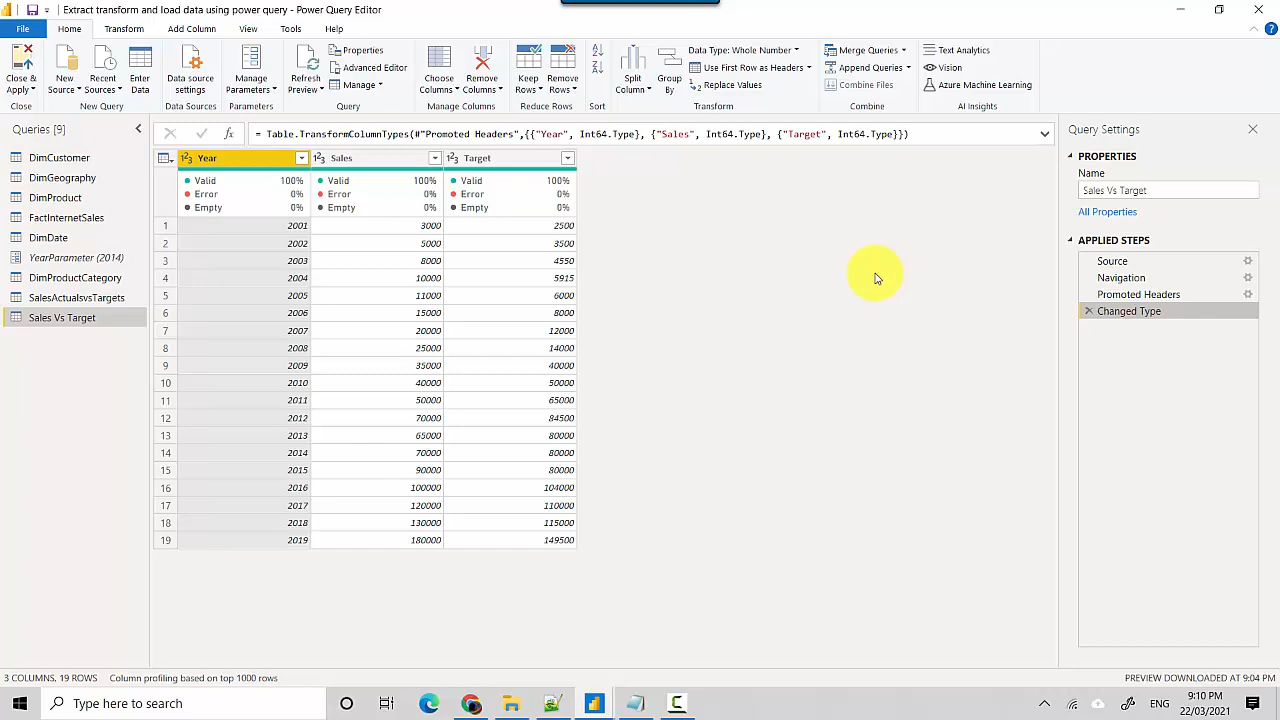 Extract transform and load data using power query - Power Query Editor
File Home Transform Add Column View Tools Help
Close & Apply
New Source
Recent Sources
Enter Data
Data source settings
Manage Parameters
Refresh Preview
Properties
Advanced Editor
Manage
Choose Columns
Remove Columns
Keep Rows
Remove Rows
Split Column
Group By
Data Type: Whole Number
Use First Row as Headers
Replace Values
Merge Queries
Append Queries
Combine Files
Text Analytics
Vision
Azure Machine Learning
Close New Query Data Sources Parameters Query Manage Columns Reduce Rows Sort Transform Combine AI Insights
Queries [9]
DimCustomer
DimGeography
DimProduct
FactInternetSales
DimDate
YearParameter (2014)
DimProductCategory
SalesActualsvsTargets
Sales Vs Target
= Table.TransformColumnTypes(#"Promoted Headers",{{"Year", Int64.Type}, {"Sales", Int64.Type}, {"Target", Int64.Type}})
Year Sales Target
Valid 100% Valid 100% Valid 100%
Error 0% Error 0% Error 0%
Empty 0% Empty 0% Empty 0%
1 2001 3000 2500
2 2002 5000 3500
3 2003 8000 4550
4 2004 10000 5915
5 2005 11000 6000
6 2006 15000 8000
7 2007 20000 12000
8 2008 25000 14000
9 2009 35000 40000
10 2010 40000 50000
11 2011 50000 65000
12 2012 70000 84500
13 2013 65000 80000
14 2014 70000 80000
15 2015 90000 80000
16 2016 100000 104000
17 2017 120000 110000
18 2018 130000 115000
19 2019 180000 149500
Query Settings
PROPERTIES
Name
Sales Vs Target
All Properties
APPLIED STEPS
Source
Navigation
Promoted Headers
Changed Type
3 COLUMNS, 19 ROWS Column profiling based on top 1000 rows
PREVIEW DOWNLOADED AT 9:04 PM
Type here to search
ENG
9:10 PM
22/03/2021